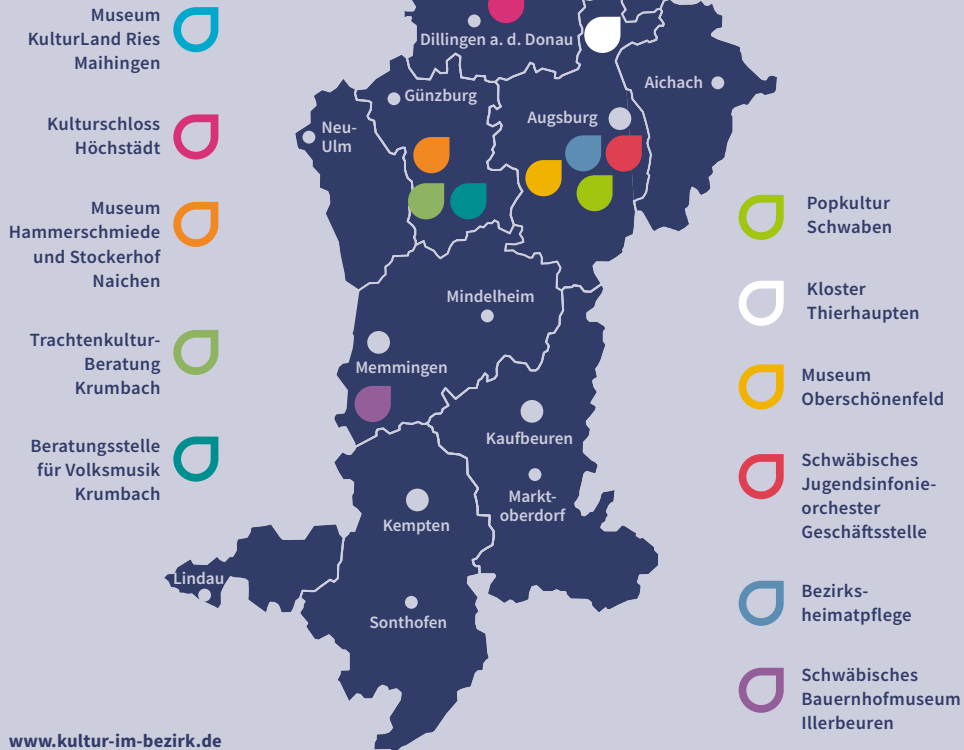 Museum
KulturLand Ries
Maihingen
Kulturschloss
Höchstädt
Museum
Hammerschmiede
und Stockerhof
Naichen
Trachtenkultur-
Beratung
Krumbach
Beratungsstelle
für Volksmusik
Krumbach
Dillingen a. d. Donau
Günzburg
Neu-
Ulm
Augsburg
Aichach
Mindelheim
Memmingen
Kaufbeuren
Markt-
oberdorf
Kempten
Lindau
Sonthofen
Popkultur
Schwaben
Kloster
Thierhaupten
Museum
Oberschönenfeld
Schwäbisches
Jugendsinfonie-
orchester
Geschäftsstelle
Bezirks-
heimatpflege
Schwäbisches
Bauernhofmuseum
Illerbeuren
www.kultur-im-bezirk.de